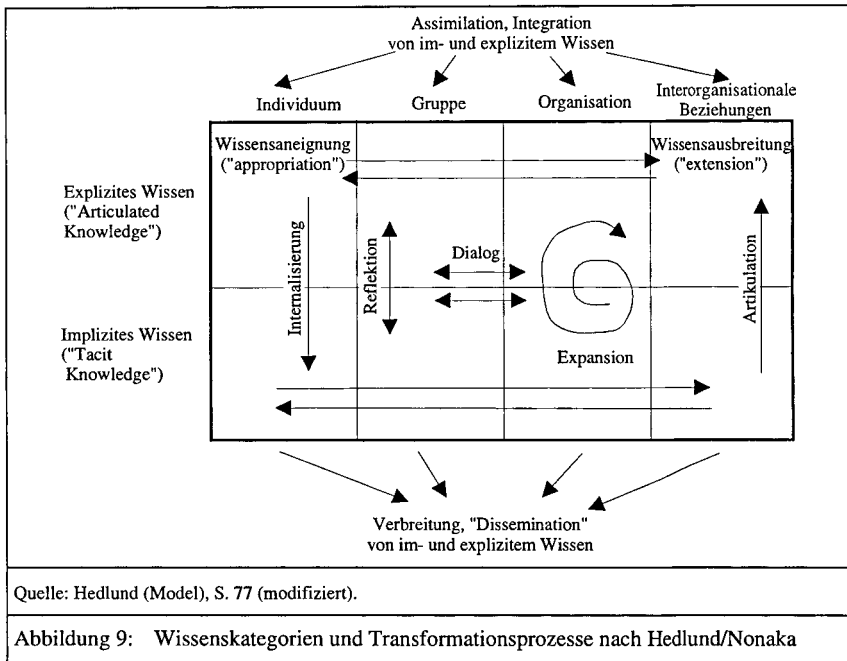 Assimilation, Integration
von im- und explizitem Wissen
Individuum
Gruppe
Organisation
Interorganisationale
Beziehungen
Wissensaneignung
("appropriation")
Wissensausbreitung
("extension")
Explizites Wissen
("Articulated
Knowledge")
Internalisierung
Reflektion
Dialog
Artikulation
Implizites Wissen
("Tacit
Knowledge")
Expansion
Verbreitung, "Dissemination"
von im- und explizitem Wissen
Quelle: Hedlund (Model), S. 77 (modifiziert).
Abbildung 9: Wissenskategorien und Transformationsprozesse nach Hedlund/Nonaka